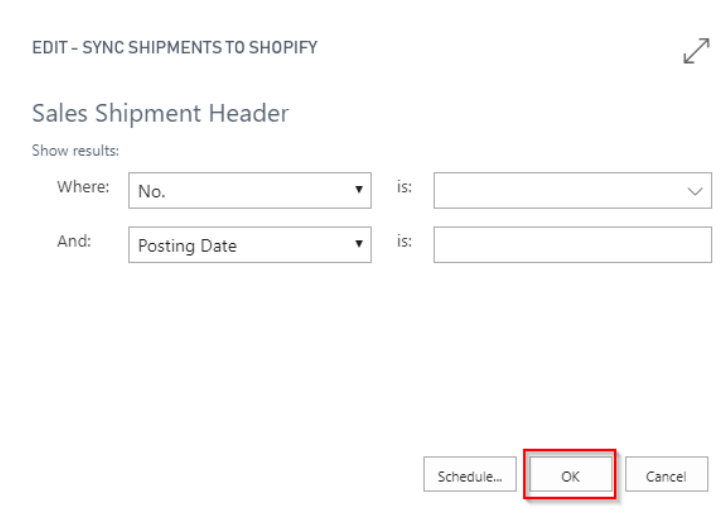 EDIT - SYNC SHIPMENTS TO SHOPIFY
Sales Shipment Header
Show results:
Where: No. is:
And: Posting Date is:
Schedule... OK Cancel